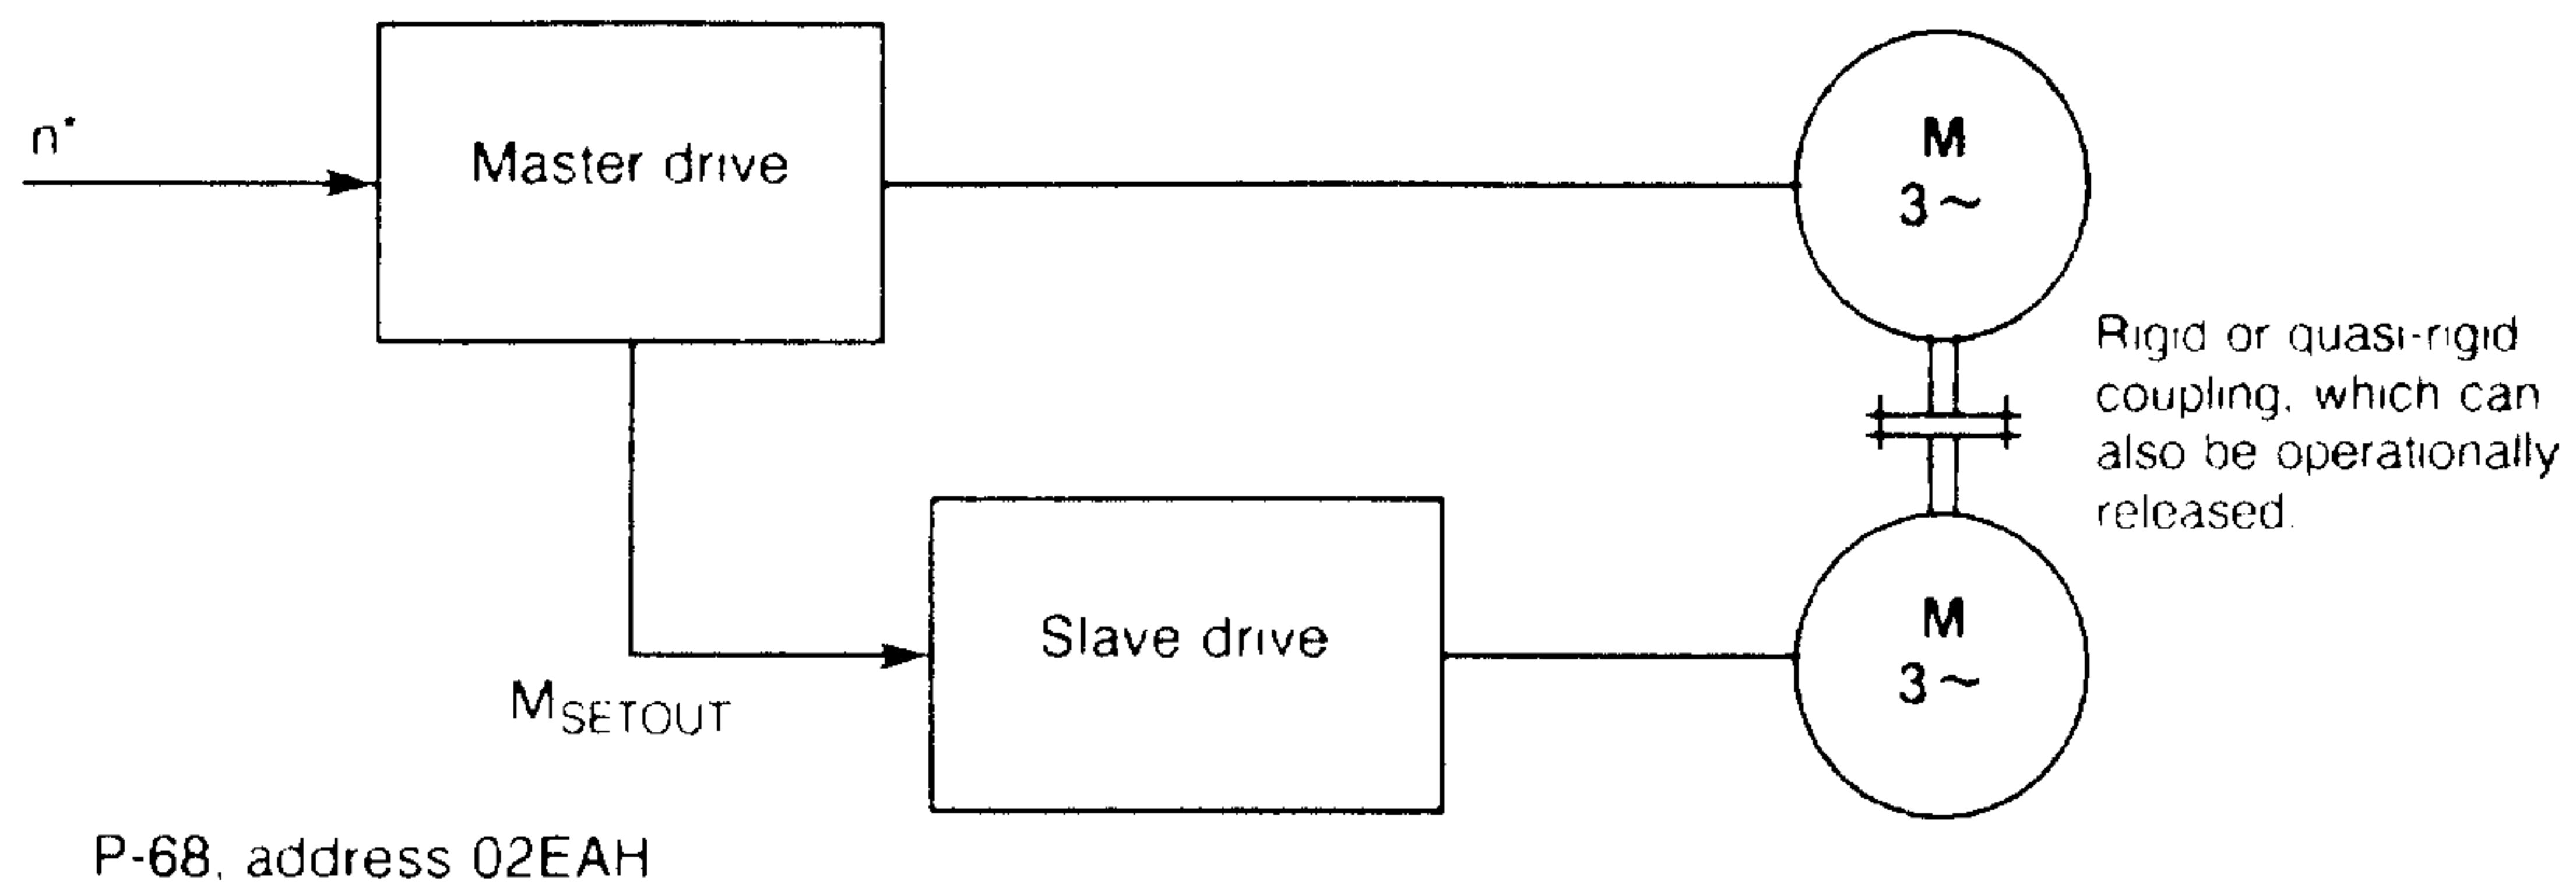 n*
Master drive
M
3~
Rigid or quasi-rigid
coupling, which can
also be operationally
released.
Slave drive
M
3~
MSETOUT
P-68, address 02EAH